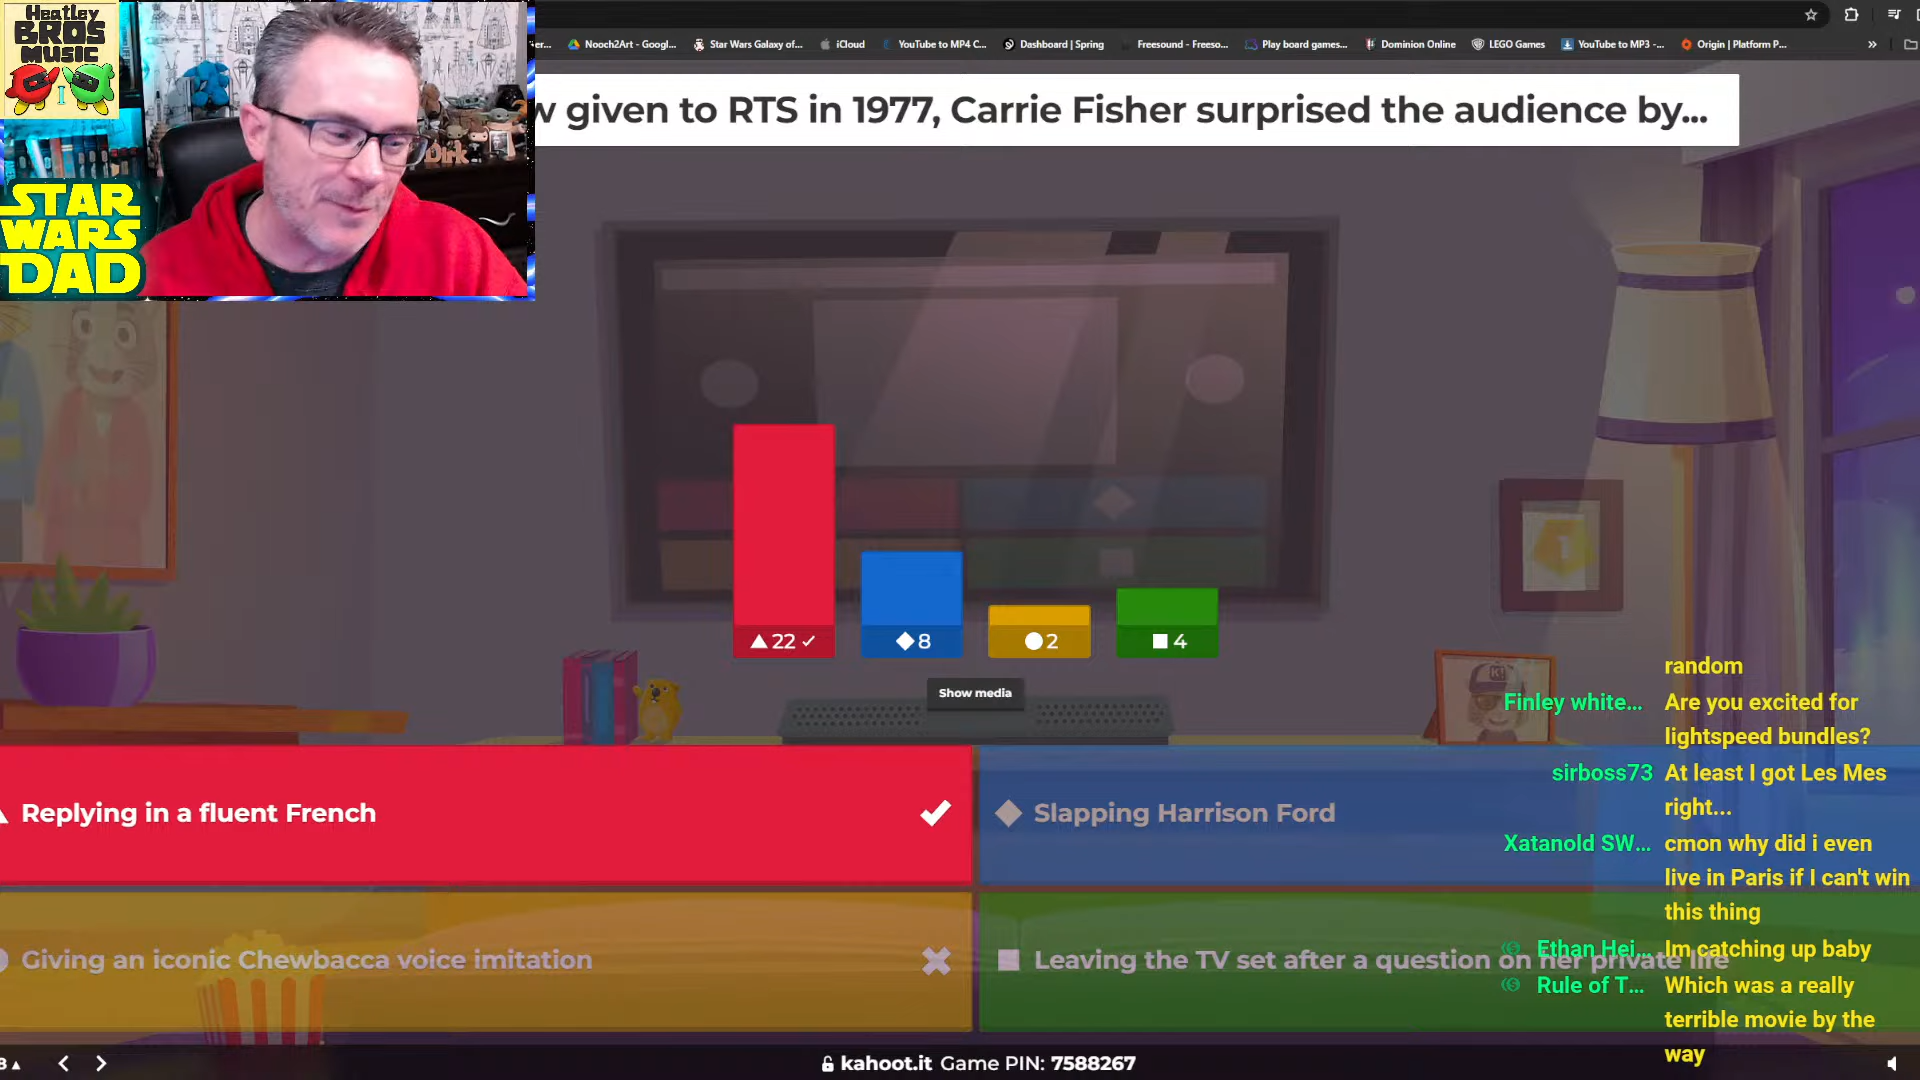 Heatley
BROS
MUSIC
STAR
WARS
DAD
Dirk
er...
Nooch2Art - Googl...
Star Wars Galaxy of...
iCloud
YouTube to MP4 C...
Dashboard | Spring
Freesound - Freeso...
Play board games...
Dominion Online
LEGO Games
YouTube to MP3 -...
Origin | Platform P...
w given to RTS in 1977, Carrie Fisher surprised the audience by...
22
8
2
4
Show media
Replying in a fluent French
Slapping Harrison Ford
Giving an iconic Chewbacca voice imitation
Leaving the TV set after a question on her private life
random
Finley white... Are you excited for
lightspeed bundles?
sirboss73 At least I got Les Mes
right...
Xatanold SW... cmon why did i even
live in Paris if I can't win
this thing
Ethan Hei... Im catching up baby
Rule of T... Which was a really
terrible movie by the
way
kahoot.it Game PIN: 7588267